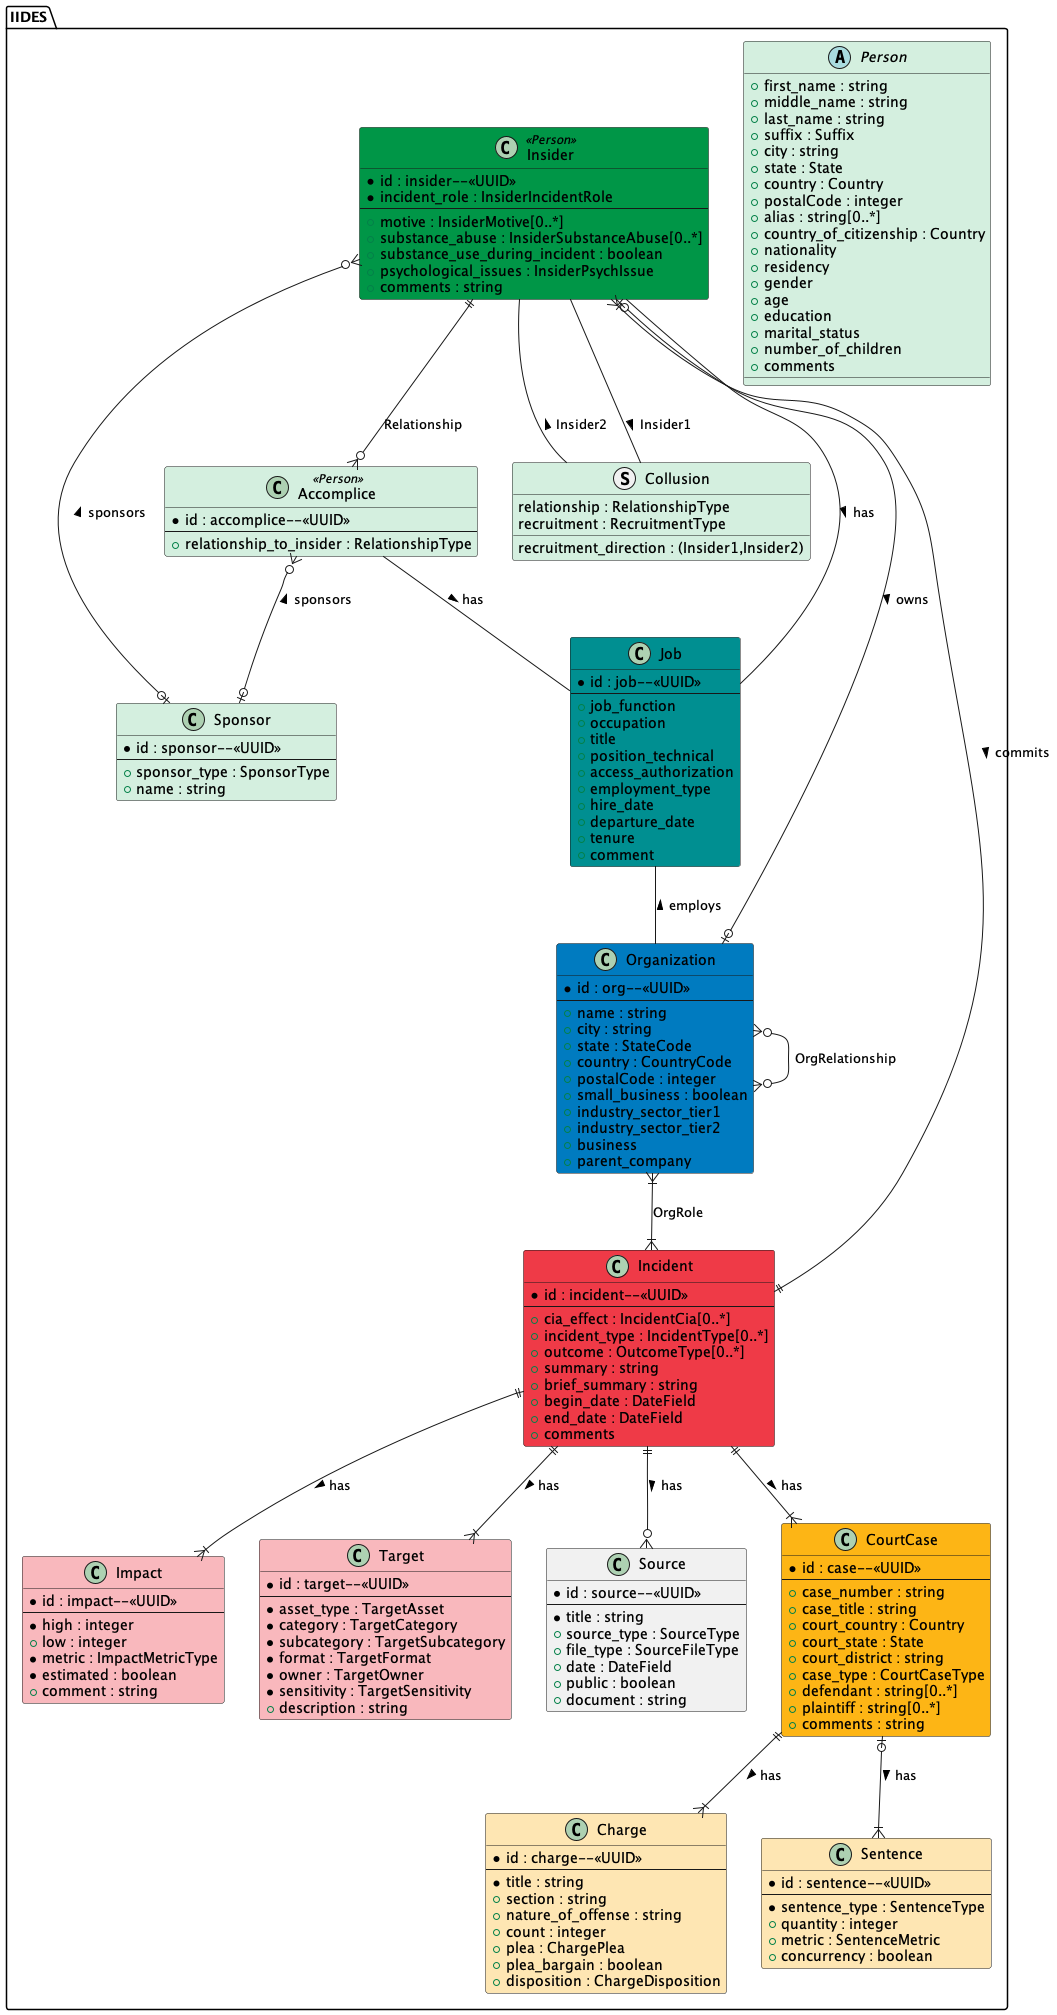 IIDES
A Person
first_name : string
middle_name : string
last_name : string
suffix : Suffix
city : string
state : State
country : Country
postalCode : integer
alias : string[0..*]
country_of_citizenship : Country
nationality
residency
gender
age
education
marital_status
number_of_children
comments
«Person»
C Insider
id : insider--«UUID»
incident_role : InsiderIncidentRole
motive : InsiderMotive[0..*]
substance_abuse : InsiderSubstanceAbuse[0..*]
substance_use_during_incident : boolean
psychological_issues : InsiderPsychIssue
comments : string
Relationship
Insider2
Insider1
«Person»
C Accomplice
id : accomplice--«UUID»
relationship_to_insider : RelationshipType
S Collusion
relationship : RelationshipType
recruitment : RecruitmentType
recruitment_direction : (Insider1,Insider2)
sponsors
has
sponsors
has
owns
C Job
id : job--«UUID»
job_function
occupation
title
position_technical
access_authorization
employment_type
hire_date
departure_date
tenure
comment
C Sponsor
id : sponsor--«UUID»
sponsor_type : SponsorType
name : string
commits
employs
C Organization
id : org--«UUID»
name : string
city : string
state : StateCode
country : CountryCode
postalCode : integer
small_business : boolean
industry_sector_tier1
industry_sector_tier2
business
parent_company
OrgRelationship
OrgRole
C Incident
id : incident--«UUID»
cia_effect : IncidentCia[0..*]
incident_type : IncidentType[0..*]
outcome : OutcomeType[0..*]
summary : string
brief_summary : string
begin_date : DateField
end_date : DateField
comments
has
has
has
has
C Impact
id : impact--«UUID»
high : integer
low : integer
metric : ImpactMetricType
estimated : boolean
comment : string
C Target
id : target--«UUID»
asset_type : TargetAsset
category : TargetCategory
subcategory : TargetSubcategory
format : TargetFormat
owner : TargetOwner
sensitivity : TargetSensitivity
description : string
C Source
id : source--«UUID»
title : string
source_type : SourceType
file_type : SourceFileType
date : DateField
public : boolean
document : string
C CourtCase
id : case--«UUID»
case_number : string
case_title : string
court_country : Country
court_state : State
court_district : string
case_type : CourtCaseType
defendant : string[0..*]
plaintiff : string[0..*]
comments : string
has
has
C Charge
id : charge--«UUID»
title : string
section : string
nature_of_offense : string
count : integer
plea : ChargePlea
plea_bargain : boolean
disposition : ChargeDisposition
C Sentence
id : sentence--«UUID»
sentence_type : SentenceType
quantity : integer
metric : SentenceMetric
concurrency : boolean